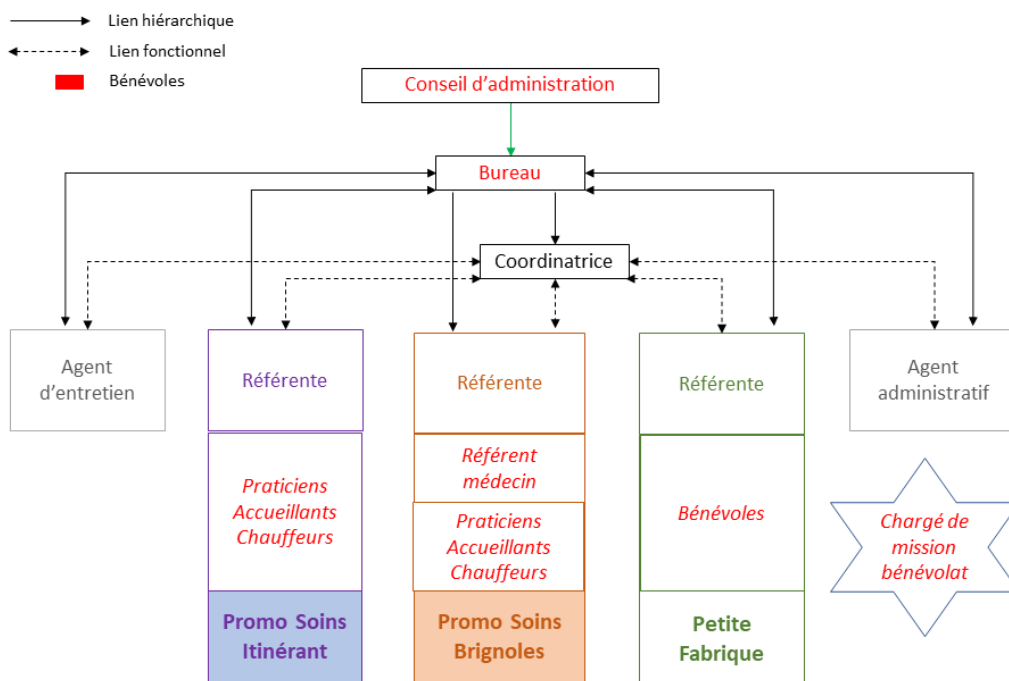 Lien hiérarchique
Lien fonctionnel
Bénévoles
Conseil d'administration
Bureau
Coordinatrice
Agent
d'entretien
Référente
Référente
Référente
Agent
administratif
Praticiens
Accueillants
Chauffeurs
Référent
médecin
Praticiens
Accueillants
Chauffeurs
Bénévoles
Chargé de
mission
bénévolat
Promo Soins
Itinérant
Promo Soins
Brignoles
Petite
Fabrique